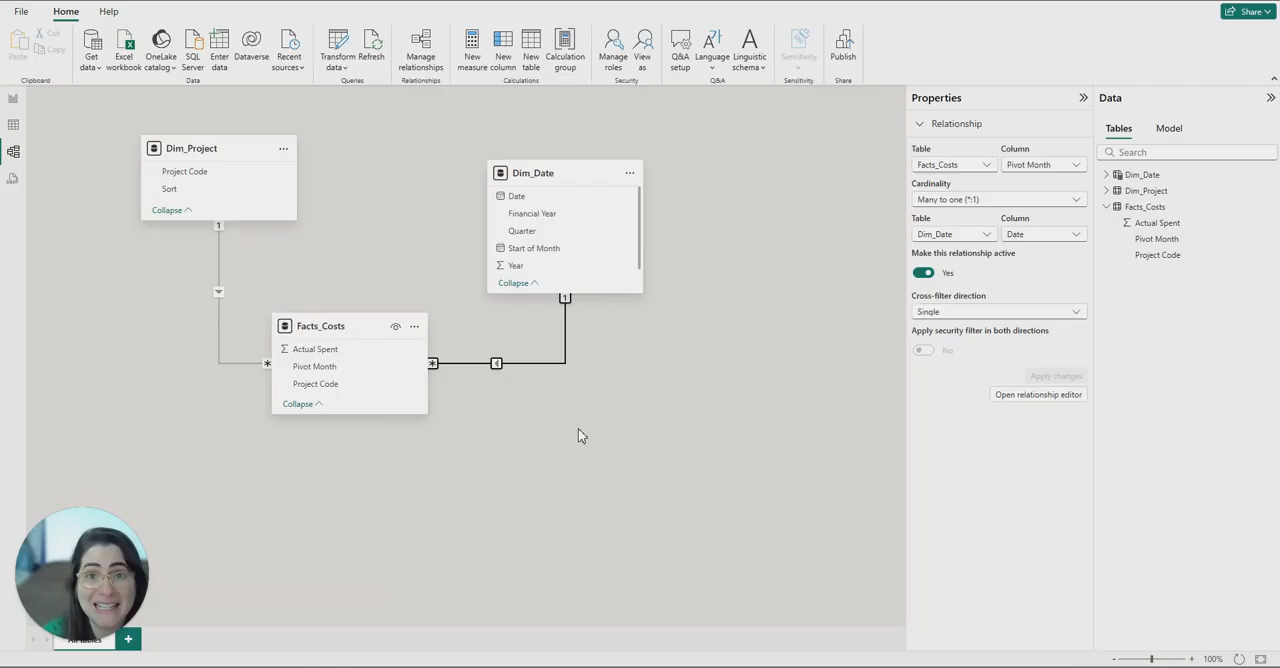 File Home Help Share
Paste Cut Copy
Get data Excel workbook OneLake catalog SQL Server Enter data Dataverse Recent sources Transform data Refresh Manage relationships New measure New column New table Calculation group Manage roles View as Q&A setup Language Linguistic schema Sensitivity Publish
Clipboard Data Queries Relationships Calculations Security Q&A Sensitivity Share
Dim_Project
Project Code
Sort
Collapse
1
Dim_Date
Date
Financial Year
Quarter
Start of Month
Σ Year
Collapse
1
Facts_Costs
Σ Actual Spent
Pivot Month
Project Code
Collapse
*
*
All tables
+
Properties
Relationship
Table Column
Facts_Costs Pivot Month
Cardinality
Many to one (*:1)
Table Column
Dim_Date Date
Make this relationship active
Yes
Cross-filter direction
Single
Apply security filter in both directions
No
Apply changes
Open relationship editor
Data
Tables Model
Search
Dim_Date
Dim_Project
Facts_Costs
Σ Actual Spent
Pivot Month
Project Code
- + 100%